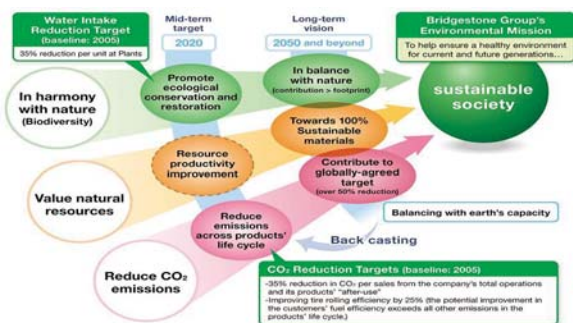 Water Intake
Reduction Target
(baseline: 2005)
35% reduction per unit at Plants
Mid-term
target
2020
Long-term
vision
2050 and beyond
Bridgestone Group's
Environmental Mission
To help ensure a healthy environment
for current and future generations...
In harmony
with nature
(Biodiversity)
Promote
ecological
conservation and
restoration
In balance
with nature
(contribution > footprint)
sustainable
society
Value natural
resources
Resource
productivity
improvement
Towards 100%
Sustainable
materials
Reduce CO₂
emissions
Reduce
emissions
across products'
life cycle
Contribute to
globally-agreed
target
(over 50% reduction)
Balancing with earth's capacity
Back casting
CO₂ Reduction Targets (baseline: 2005)
-35% reduction in CO₂ per sales from the company's total operations
and its products' "after-use"
-Improving tire rolling efficiency by 25% (the potential improvement in
the customers' fuel efficiency exceeds all other emissions in the
products' life cycle.)